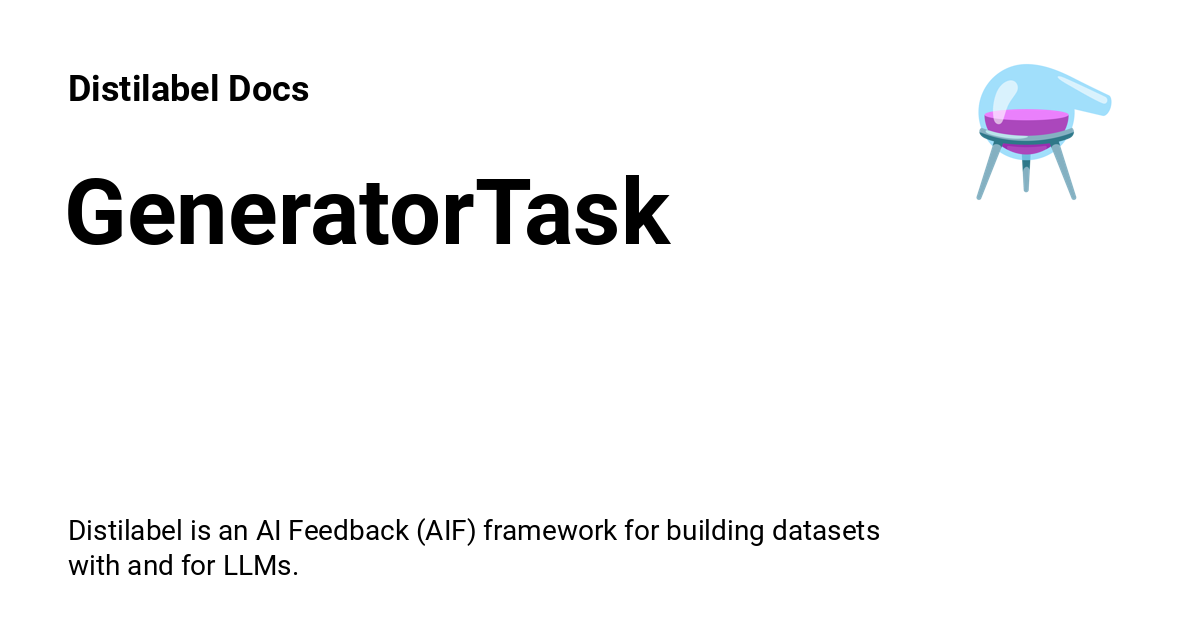 Distilabel Docs
GeneratorTask
Distilabel is an AI Feedback (AIF) framework for building datasets
with and for LLMs.